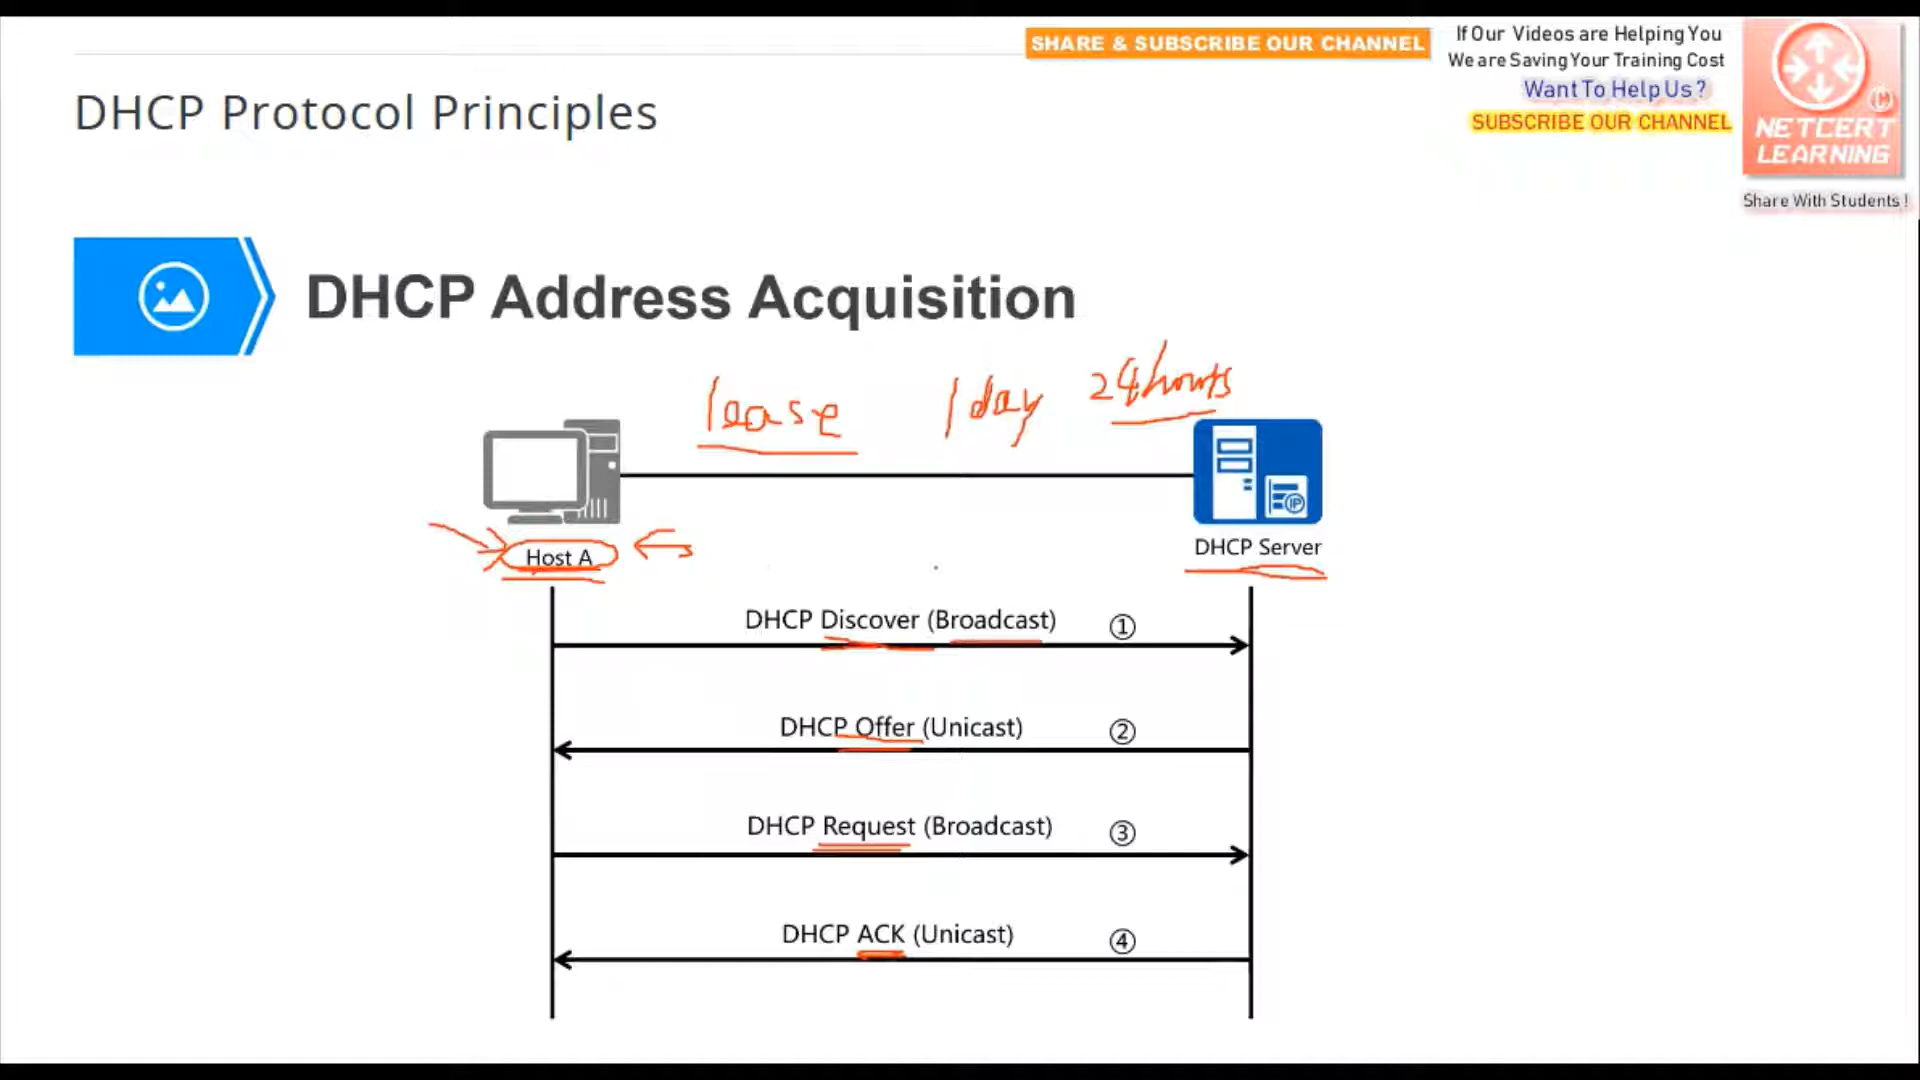 SHARE & SUBSCRIBE OUR CHANNEL
If Our Videos are Helping You
We are Saving Your Training Cost
Want To Help Us ?
SUBSCRIBE OUR CHANNEL
NETCERT
LEARNING
Share With Students !
DHCP Protocol Principles
DHCP Address Acquisition
lease 1 day 24 hours
IP
Host A
DHCP Server
DHCP Discover (Broadcast) ①
DHCP Offer (Unicast) ②
DHCP Request (Broadcast) ③
DHCP ACK (Unicast) ④